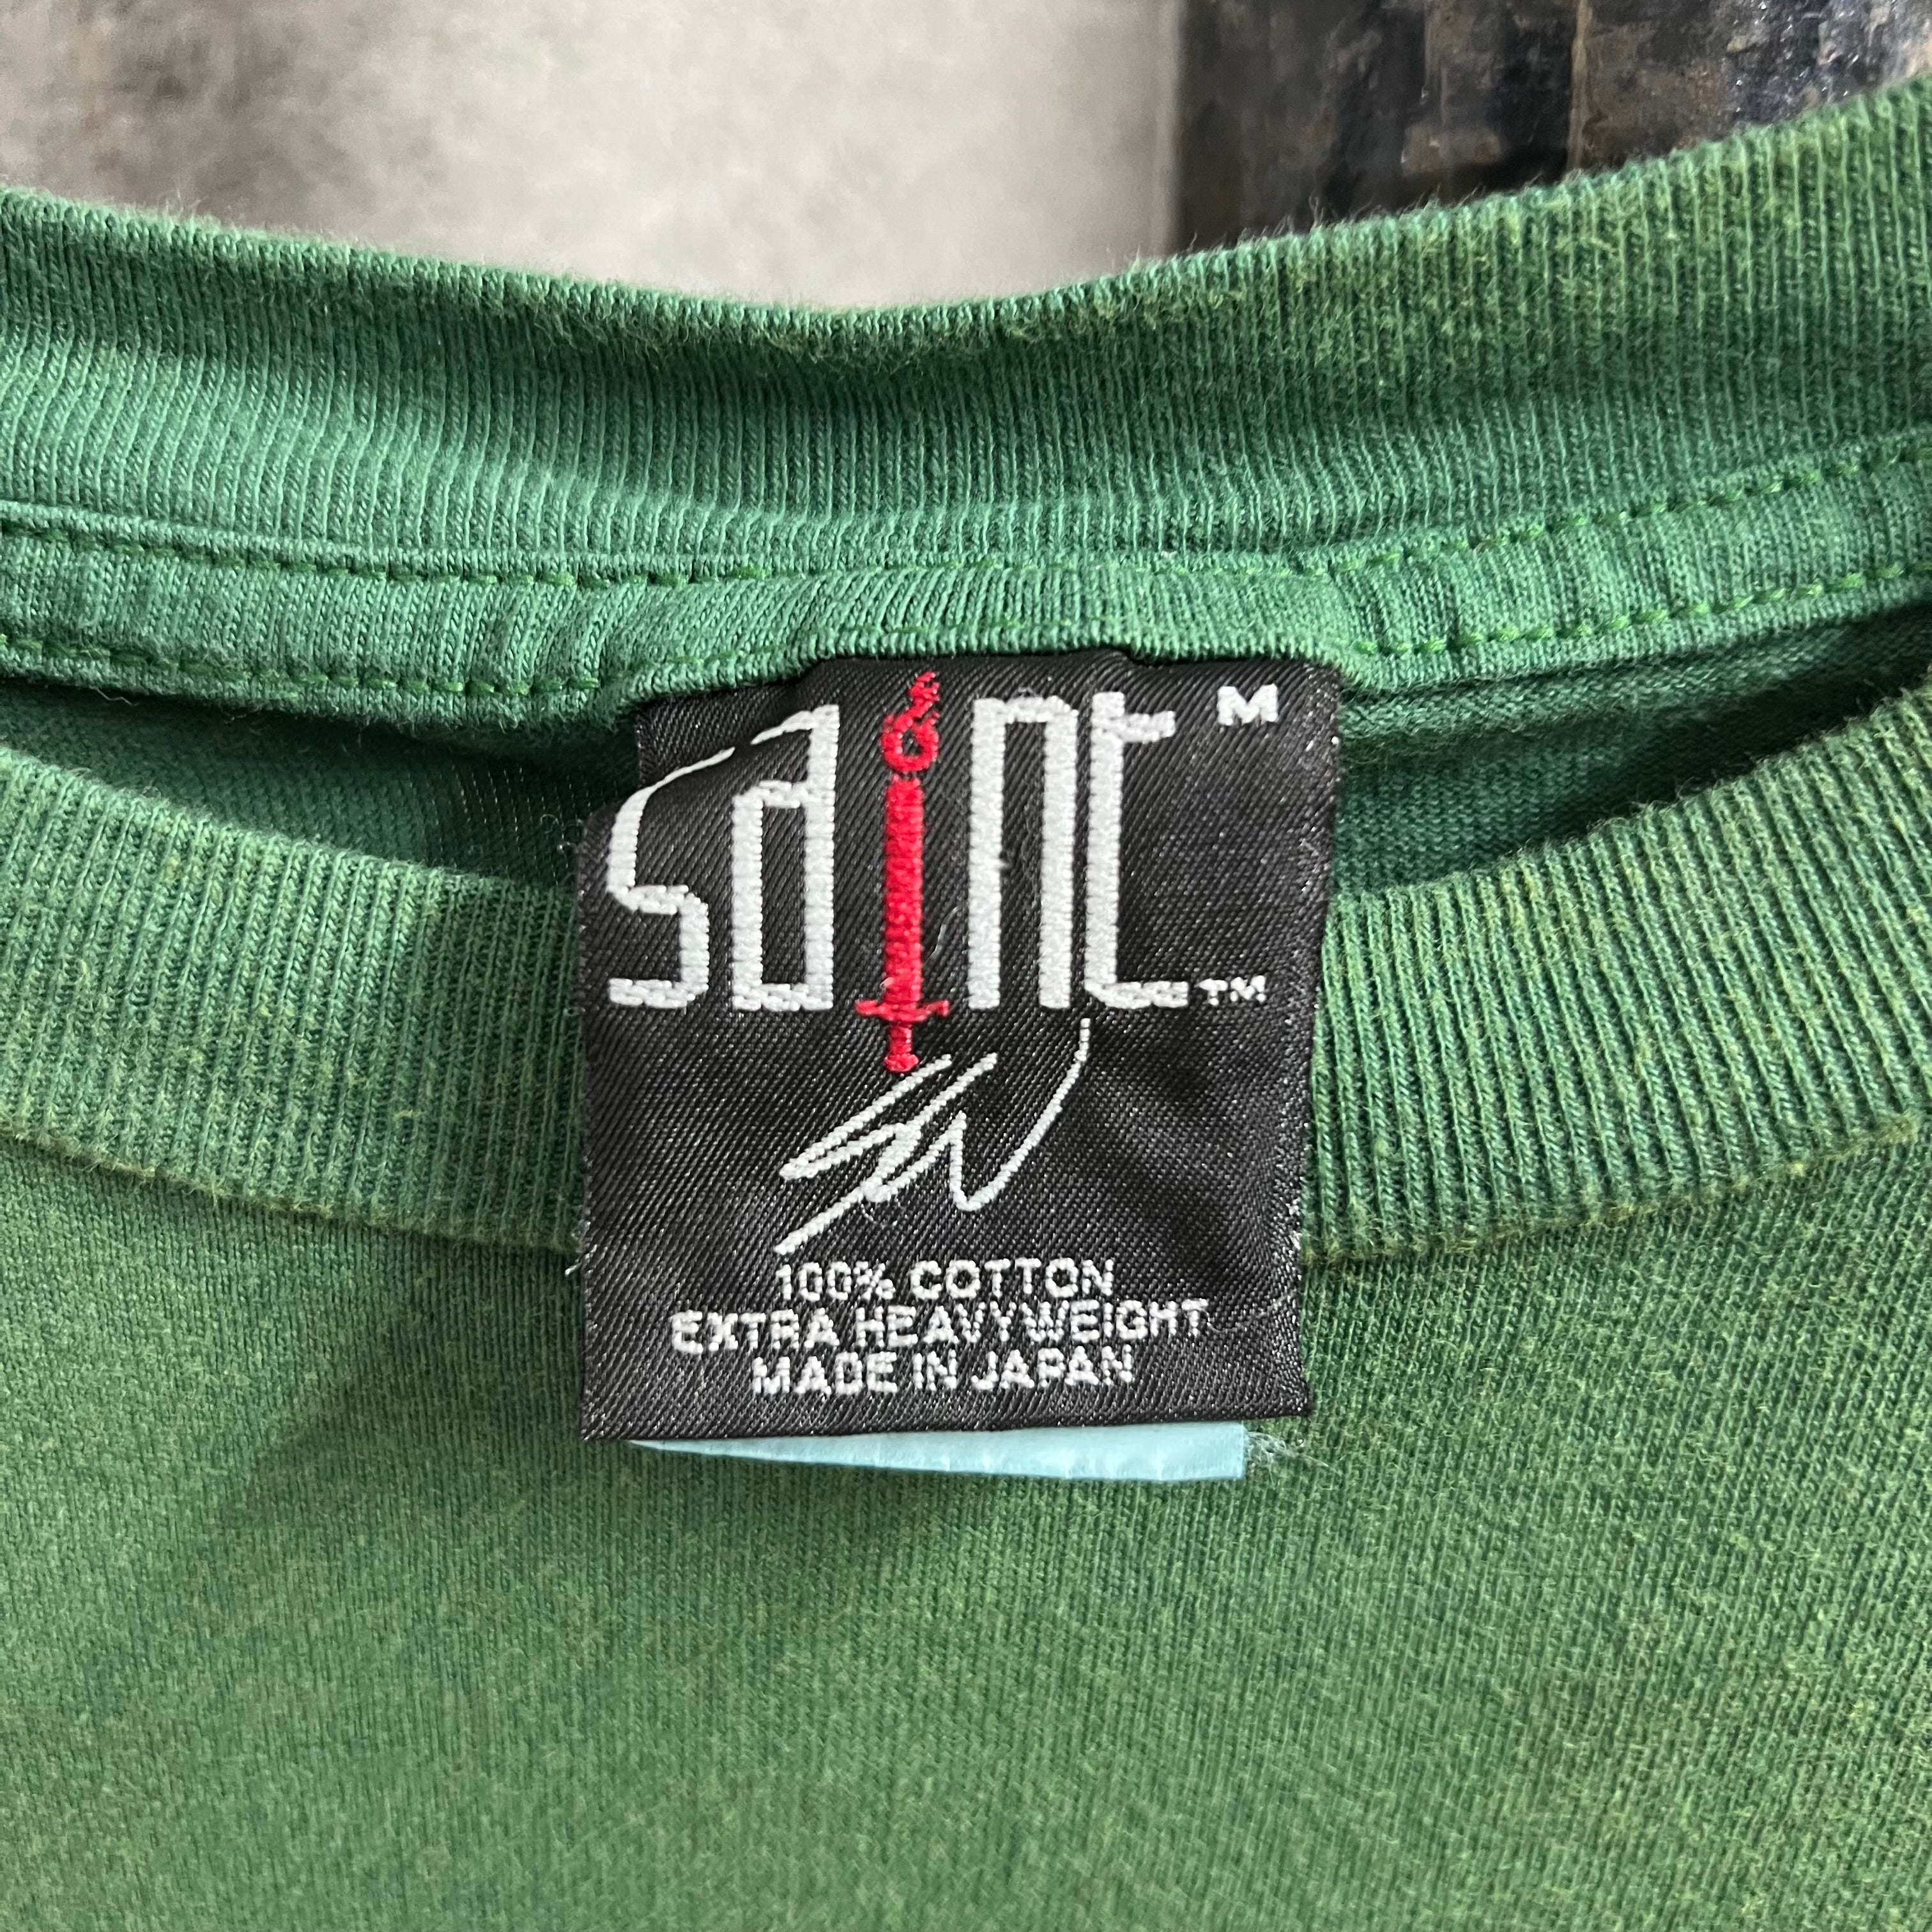 saint M
™
100% COTTON
EXTRA HEAVYWEIGHT
MADE IN JAPAN